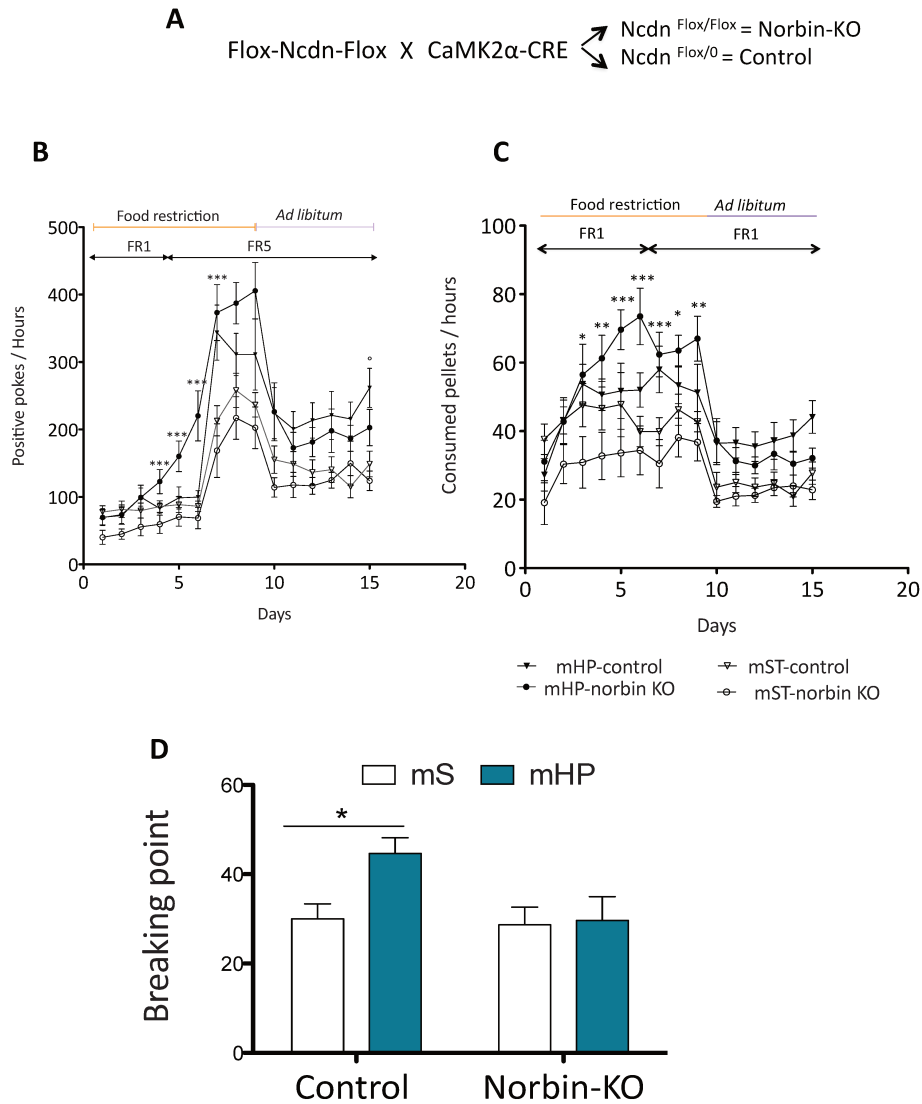 A
Flox-Ncdn-Flox X CaMK2α-CRE
Ncdn Flox/Flox = Norbin-KO
Ncdn Flox/0 = Control
B
Food restriction
Ad libitum
FR1
FR5
Positive pokes / Hours
500
400
300
200
100
0
***
***
***
***
°
0
5
10
15
20
Days
C
Food restriction
Ad libitum
FR1
FR1
Consumed pellets / hours
100
80
60
40
20
0
*
**
***
***
***
*
**
0
5
10
15
20
Days
mHP-control
mST-control
mHP-norbin KO
mST-norbin KO
D
mS
mHP
Breaking point
60
40
20
0
*
Control
Norbin-KO